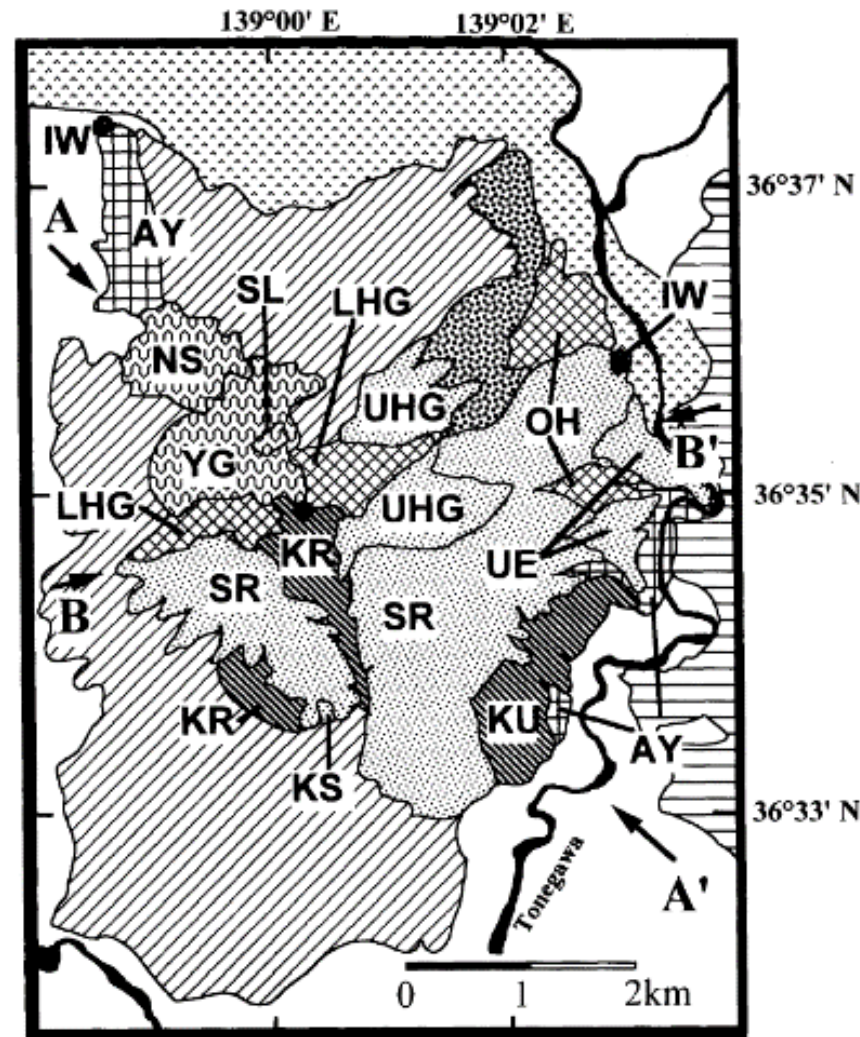 139°00' E
139°02' E
IW
36°37' N
A
AY
SL
LHG
IW
NS
UHG
OH
B'
YG
36°35' N
LHG
UHG
KR
UE
SR
SR
B
KR
KU
AY
KS
36°33' N
A'
Tonegawa
0 1 2km